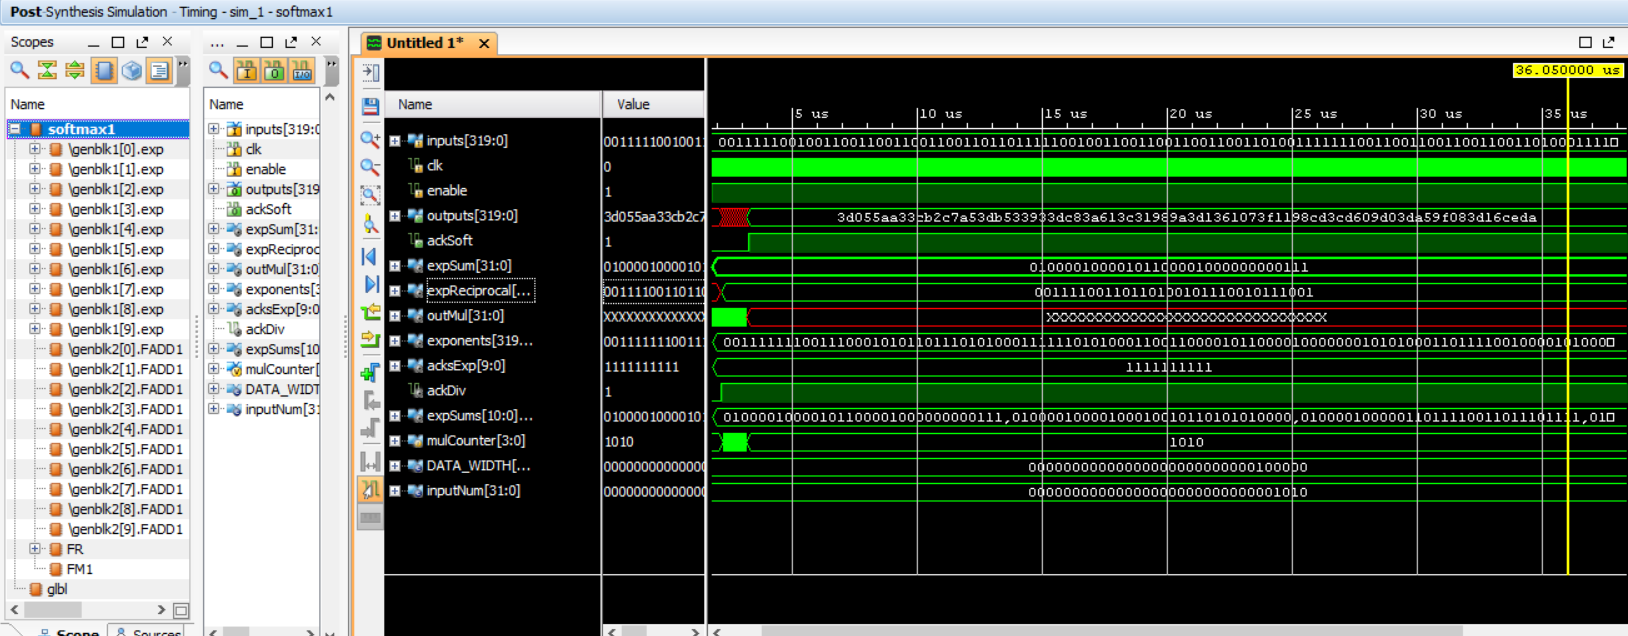 Post-Synthesis Simulation - Timing - sim_1 - softmax1
Scopes
...
Untitled 1*
Name
softmax1
\genblk1[0].exp
\genblk1[1].exp
\genblk1[2].exp
\genblk1[3].exp
\genblk1[4].exp
\genblk1[5].exp
\genblk1[6].exp
\genblk1[7].exp
\genblk1[8].exp
\genblk1[9].exp
\genblk2[0].FADD1
\genblk2[1].FADD1
\genblk2[2].FADD1
\genblk2[3].FADD1
\genblk2[4].FADD1
\genblk2[5].FADD1
\genblk2[6].FADD1
\genblk2[7].FADD1
\genblk2[8].FADD1
\genblk2[9].FADD1
FR
FM1
glbl
Scope
Sources
Name
inputs[319:0
clk
enable
outputs[319
ackSoft
expSum[31:
expReciproc
outMul[31:0
exponents[3
acksExp[9:0
ackDiv
expSums[10
mulCounter[
DATA_WIDT
inputNum[31
Name Value
36.050000 us
5 us 10 us 15 us 20 us 25 us 30 us 35 us
inputs[319:0]
clk 0
enable 1
outputs[319:0] 3d055aa33cb2c7
ackSoft 1
expSum[31:0]
expReciprocal[...
outMul[31:0]
exponents[319...
acksExp[9:0] 1111111111 1111111111
ackDiv 1
expSums[10:0]...
mulCounter[3:0] 1010 1010
DATA_WIDTH[... 00000000000000000000000000100000
inputNum[31:0] 00000000000000000000000000001010